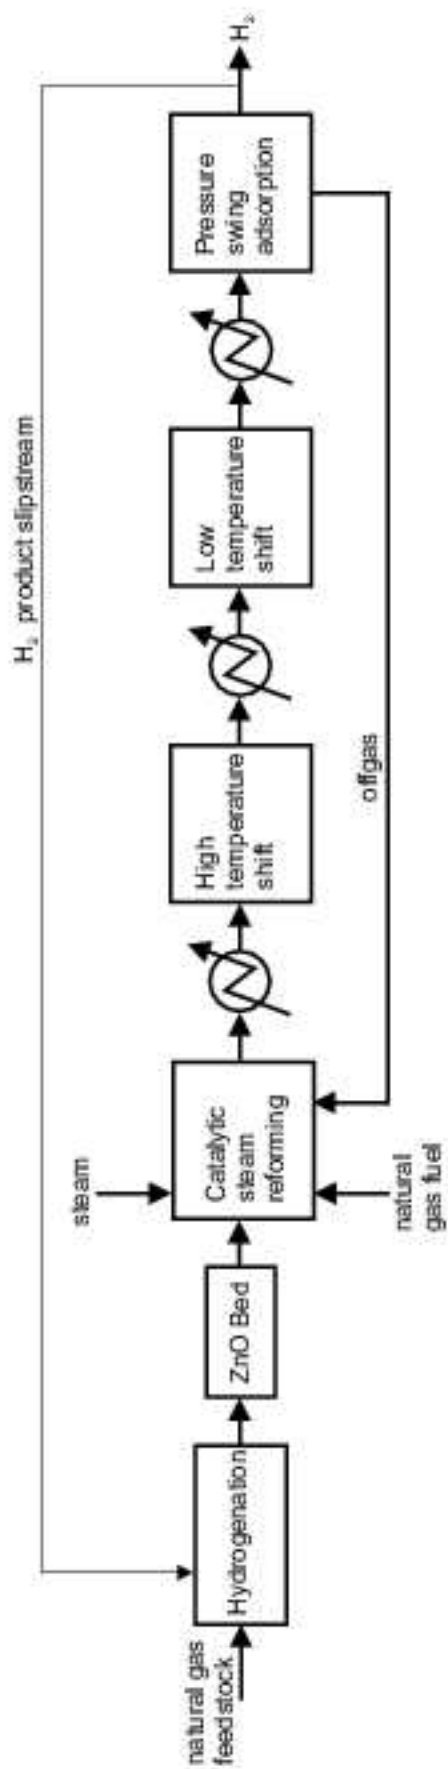 H₂ product slipstream
steam
natural gas
feedstock
Hydrogenation
ZnO Bed
Catalytic
steam
reforming
High
temperature
shift
Low
temperature
shift
Pressure
swing
adsorption
H₂
natural
gas fuel
offgas